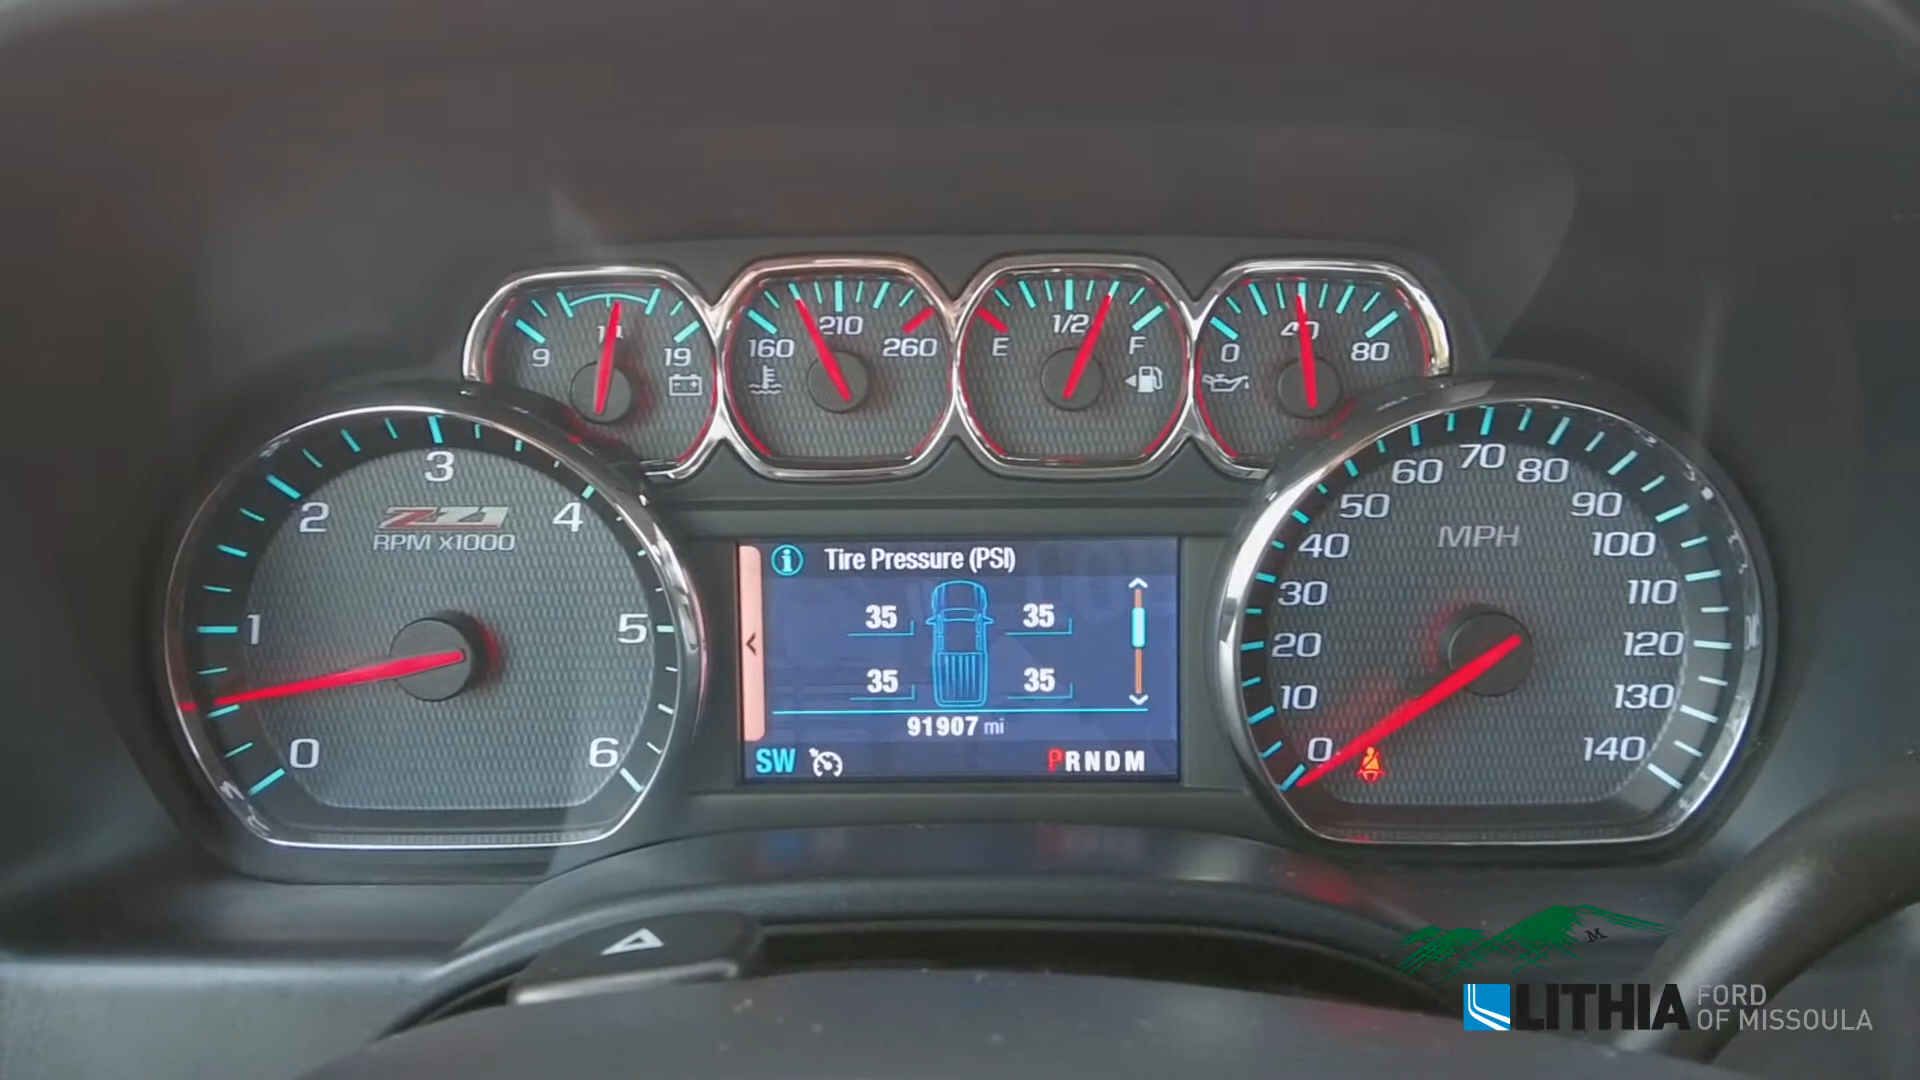 9 14 19
160 210 260
E 1/2 F
0 40 80
0 1 2 3 4 5 6
Z71
RPM x1000
Tire Pressure (PSI)
35 35
35 35
91907 mi
SW PRNDM
0 10 20 30 40 50 60 70 80 90 100 110 120 130 140
MPH
M
LITHIA FORD
OF MISSOULA